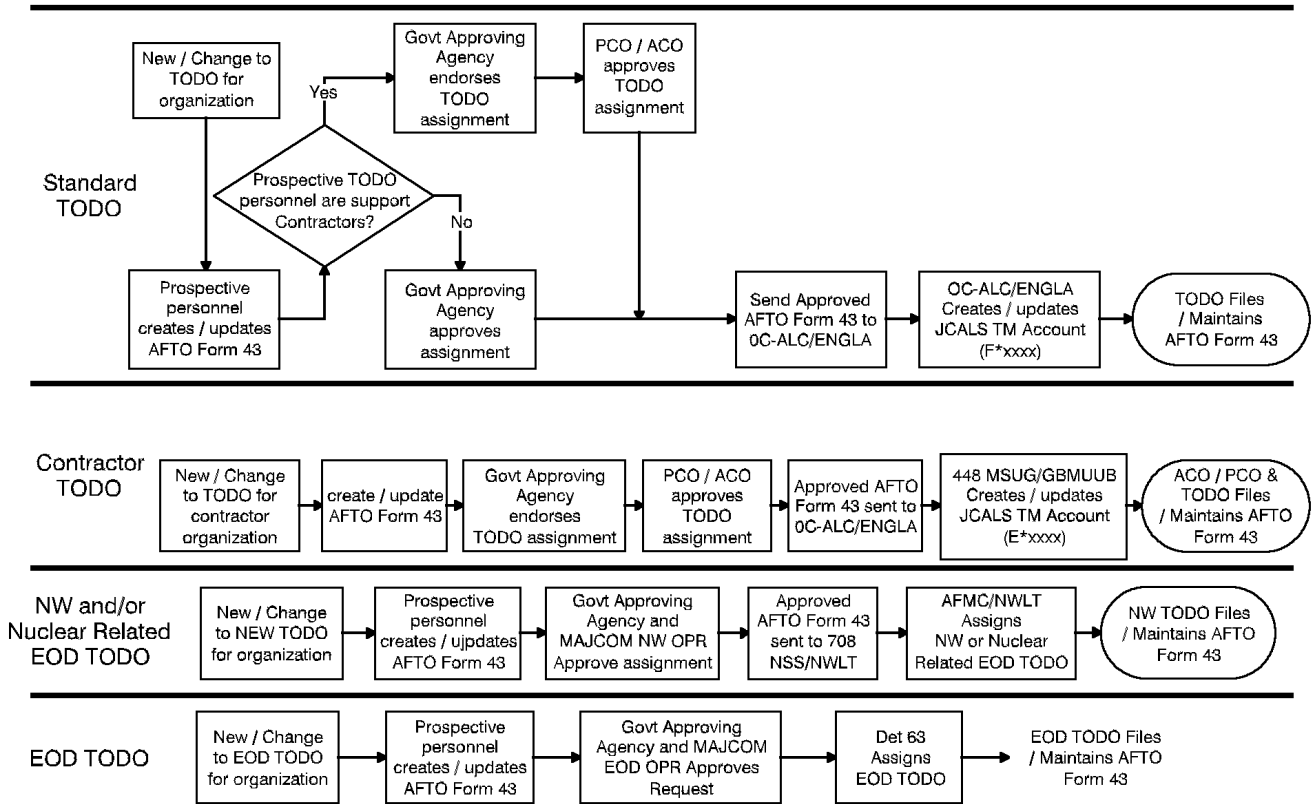 Standard
TODO
New / Change to
TODO for
organization
Prospective
personnel
creates / updates
AFTO Form 43
Prospective TODO
personnel are support
Contractors?
Yes
No
Govt Approving
Agency
endorses
TODO
assignment
PCO / ACO
approves
TODO
assignment
Govt Approving
Agency
approves
assignment
Send Approved
AFTO Form 43 to
0C-ALC/ENGLA
OC-ALC/ENGLA
Creates / updates
JCALS TM Account
(F*xxxx)
TODO Files
/ Maintains
AFTO Form 43
Contractor
TODO
New / Change
to TODO for
contractor
organization
create / update
AFTO Form 43
Govt Approving
Agency
endorses
TODO assignment
PCO / ACO
approves
TODO
assignment
Approved AFTO
Form 43 sent to
0C-ALC/ENGLA
448 MSUG/GBMUUB
Creates / updates
JCALS TM Account
(E*xxxx)
ACO / PCO &
TODO Files
/ Maintains AFTO
Form 43
NW and/or
Nuclear Related
EOD TODO
New / Change
to NEW TODO
for organization
Prospective
personnel
creates / ujpdates
AFTO Form 43
Govt Approving
Agency and
MAJCOM NW OPR
Approve assignment
Approved
AFTO Form 43
sent to 708
NSS/NWLT
AFMC/NWLT
Assigns
NW or Nuclear
Related EOD TODO
NW TODO Files
/ Maintains AFTO
Form 43
EOD TODO
New / Change
to EOD TODO
for organization
Prospective
personnel
creates / updates
AFTO Form 43
Govt Approving
Agency and MAJCOM
EOD OPR Approves
Request
Det 63
Assigns
EOD TODO
EOD TODO Files
/ Maintains AFTO
Form 43